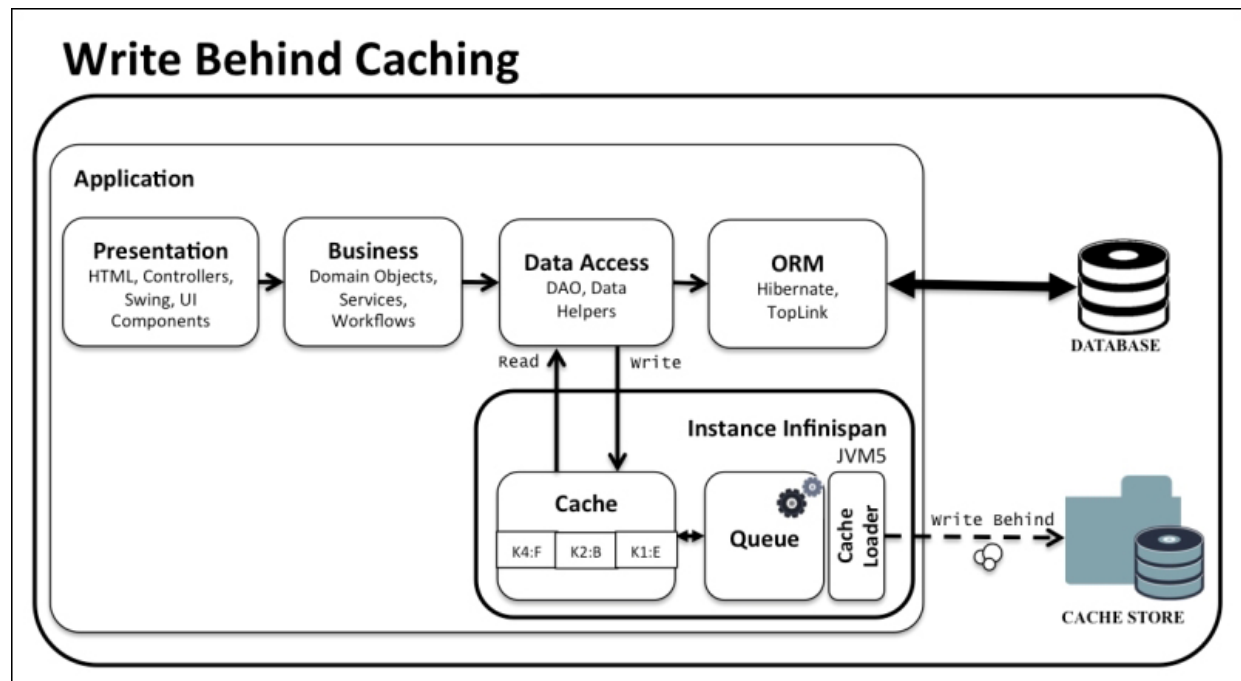 Write Behind Caching
Application
Presentation
HTML, Controllers,
Swing, UI
Components
Business
Domain Objects,
Services,
Workflows
Data Access
DAO, Data
Helpers
ORM
Hibernate,
TopLink
DATABASE
Read
Write
Instance Infinispan
JVM5
Cache
K4:F
K2:B
K1:E
Queue
Cache
Loader
Write Behind
CACHE STORE